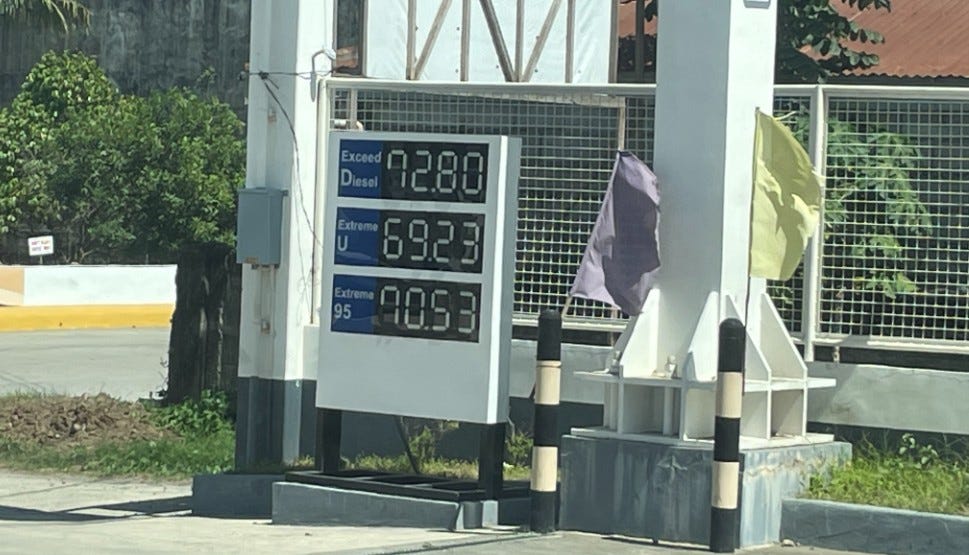 Exceed
Diesel
72.80
Extreme
U
69.23
Extreme
95
70.53